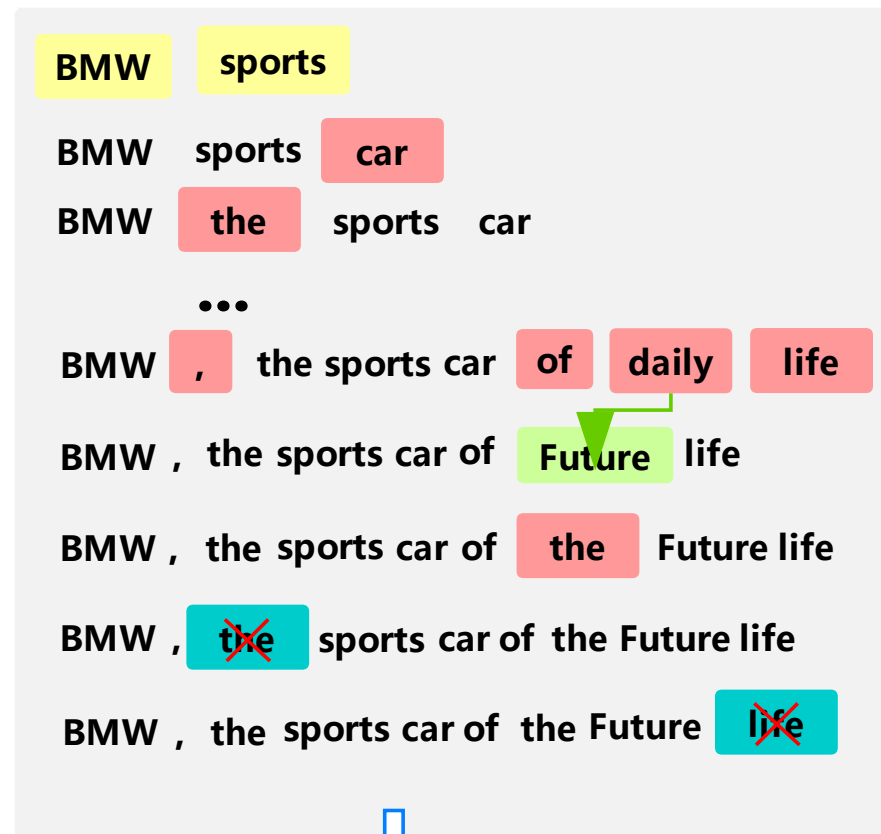 BMW sports
BMW sports car
BMW the sports car
...
BMW , the sports car of daily life
BMW , the sports car of Future life
BMW , the sports car of the Future life
BMW , the sports car of the Future life
BMW , the sports car of the Future life